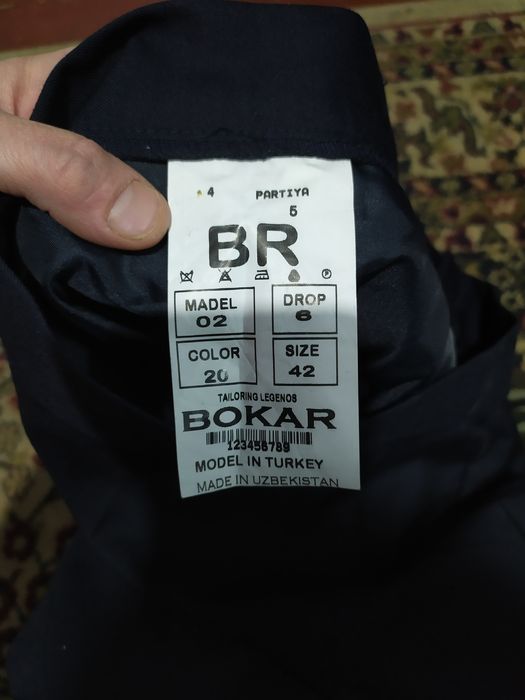 4 PARTIYA
5
BR
MADEL
02
DROP
6
COLOR
20
SIZE
42
TAILORING LEGENOS
BOKAR
123456789
MODEL IN TURKEY
MADE IN UZBEKISTAN